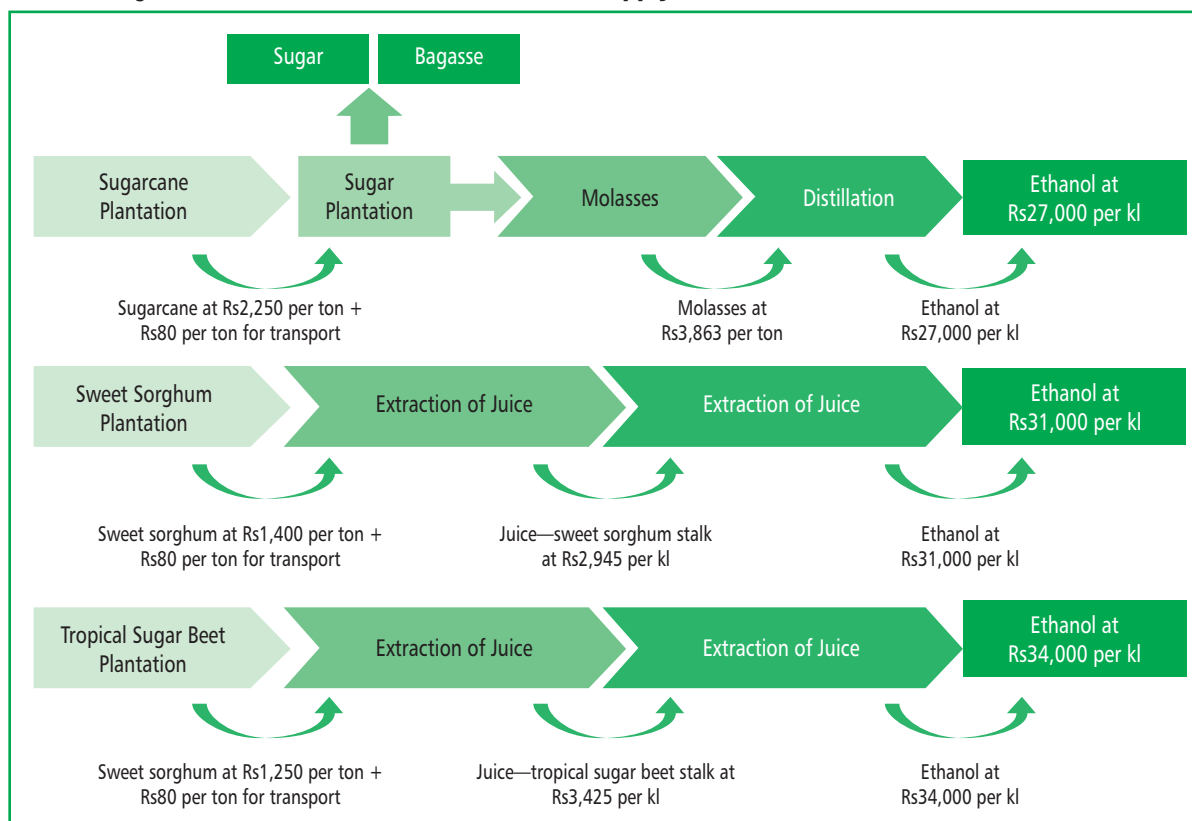 Sugar
Bagasse
Sugarcane
Plantation
Sugar
Plantation
Molasses
Distillation
Ethanol at
Rs27,000 per kl
Sugarcane at Rs2,250 per ton +
Rs80 per ton for transport
Molasses at
Rs3,863 per ton
Ethanol at
Rs27,000 per kl
Sweet Sorghum
Plantation
Extraction of Juice
Extraction of Juice
Ethanol at
Rs31,000 per kl
Sweet sorghum at Rs1,400 per ton +
Rs80 per ton for transport
Juice—sweet sorghum stalk
at Rs2,945 per kl
Ethanol at
Rs31,000 per kl
Tropical Sugar Beet
Plantation
Extraction of Juice
Extraction of Juice
Ethanol at
Rs34,000 per kl
Sweet sorghum at Rs1,250 per ton +
Rs80 per ton for transport
Juice—tropical sugar beet stalk at
Rs3,425 per kl
Ethanol at
Rs34,000 per kl